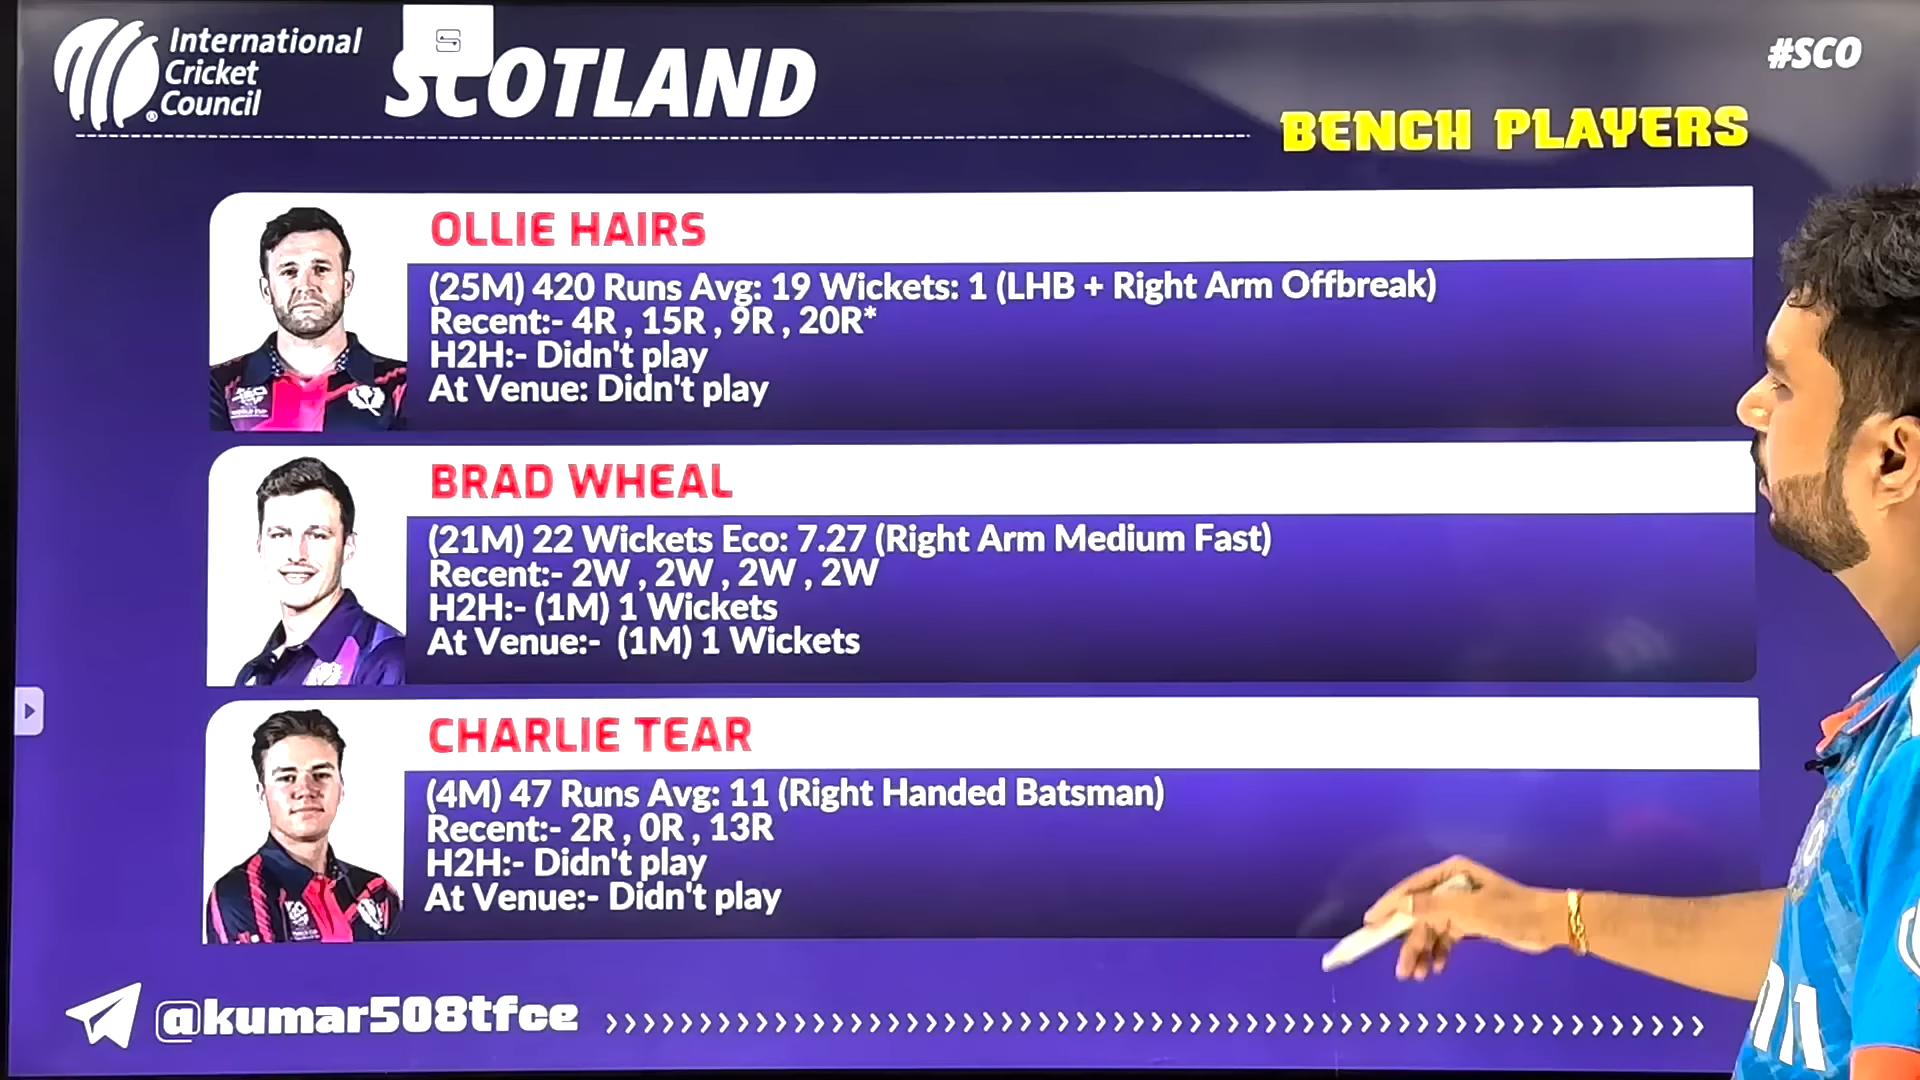 International
Cricket
Council
SCOTLAND
#SCO
BENCH PLAYERS
OLLIE HAIRS
(25M) 420 Runs Avg: 19 Wickets: 1 (LHB + Right Arm Offbreak)
Recent:- 4R , 15R , 9R , 20R*
H2H:- Didn't play
At Venue: Didn't play
BRAD WHEAL
(21M) 22 Wickets Eco: 7.27 (Right Arm Medium Fast)
Recent:- 2W , 2W , 2W , 2W
H2H:- (1M) 1 Wickets
At Venue:- (1M) 1 Wickets
CHARLIE TEAR
(4M) 47 Runs Avg: 11 (Right Handed Batsman)
Recent:- 2R , 0R , 13R
H2H:- Didn't play
At Venue:- Didn't play
@kumar508tfce